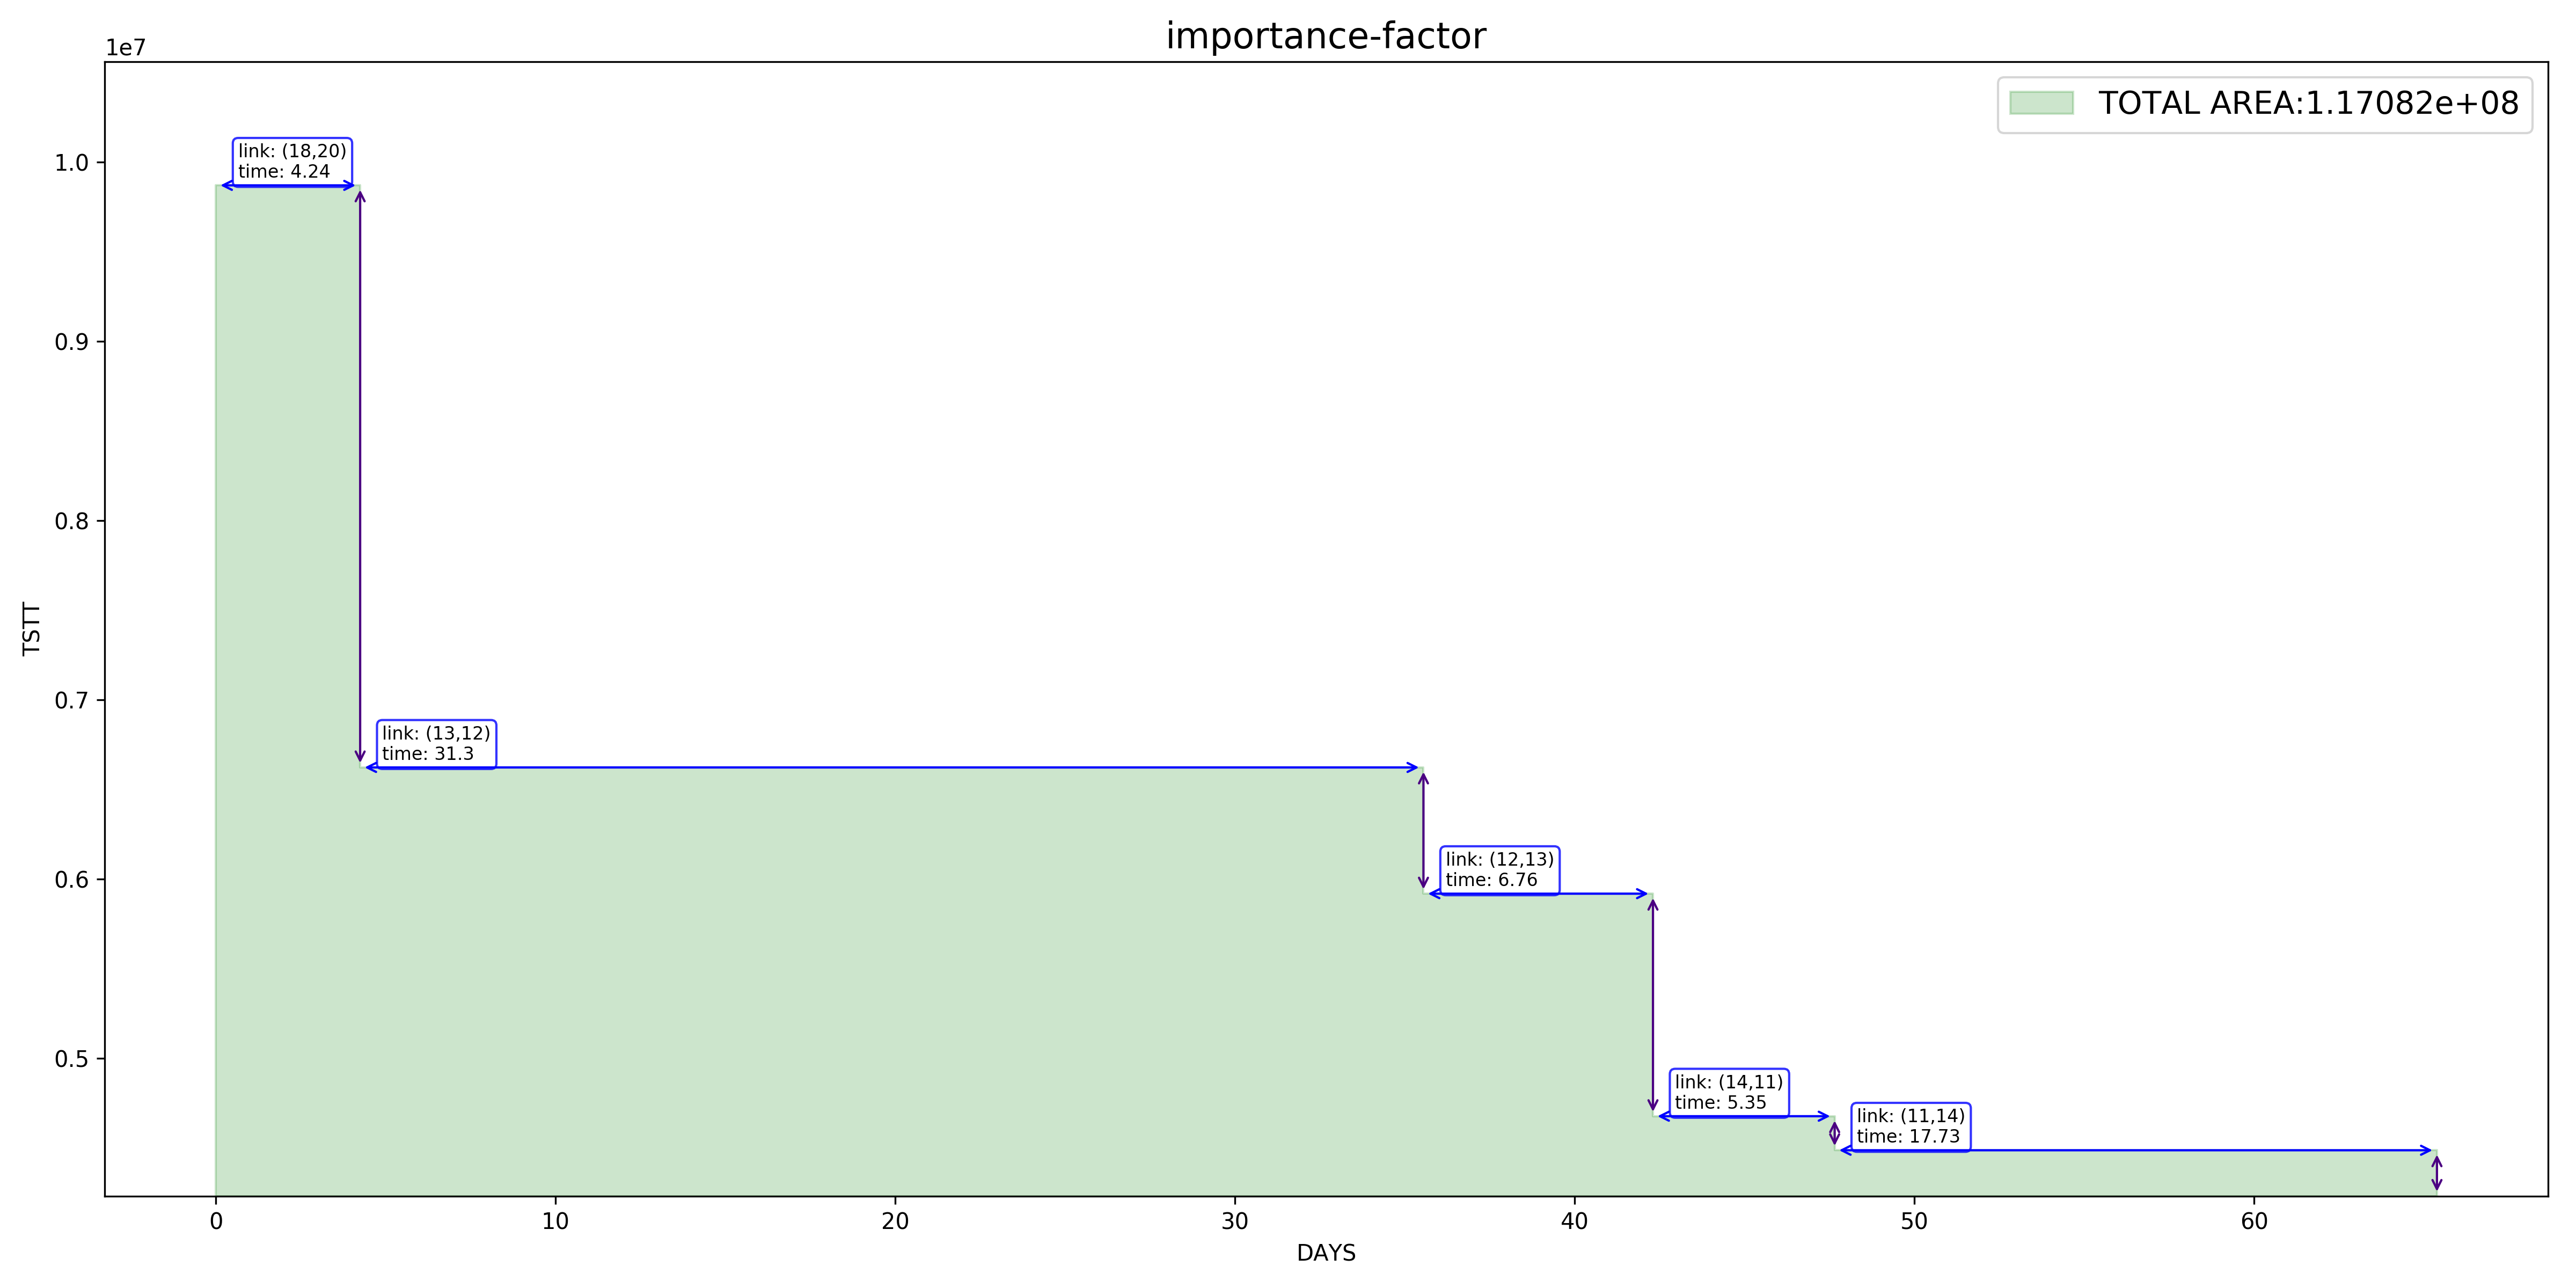 importance-factor
1e7
TOTAL AREA:1.17082e+08
1.0
0.9
0.8
0.7
0.6
0.5
TSTT
link: (18,20)
time: 4.24
link: (13,12)
time: 31.3
link: (12,13)
time: 6.76
link: (14,11)
time: 5.35
link: (11,14)
time: 17.73
0 10 20 30 40 50 60
DAYS